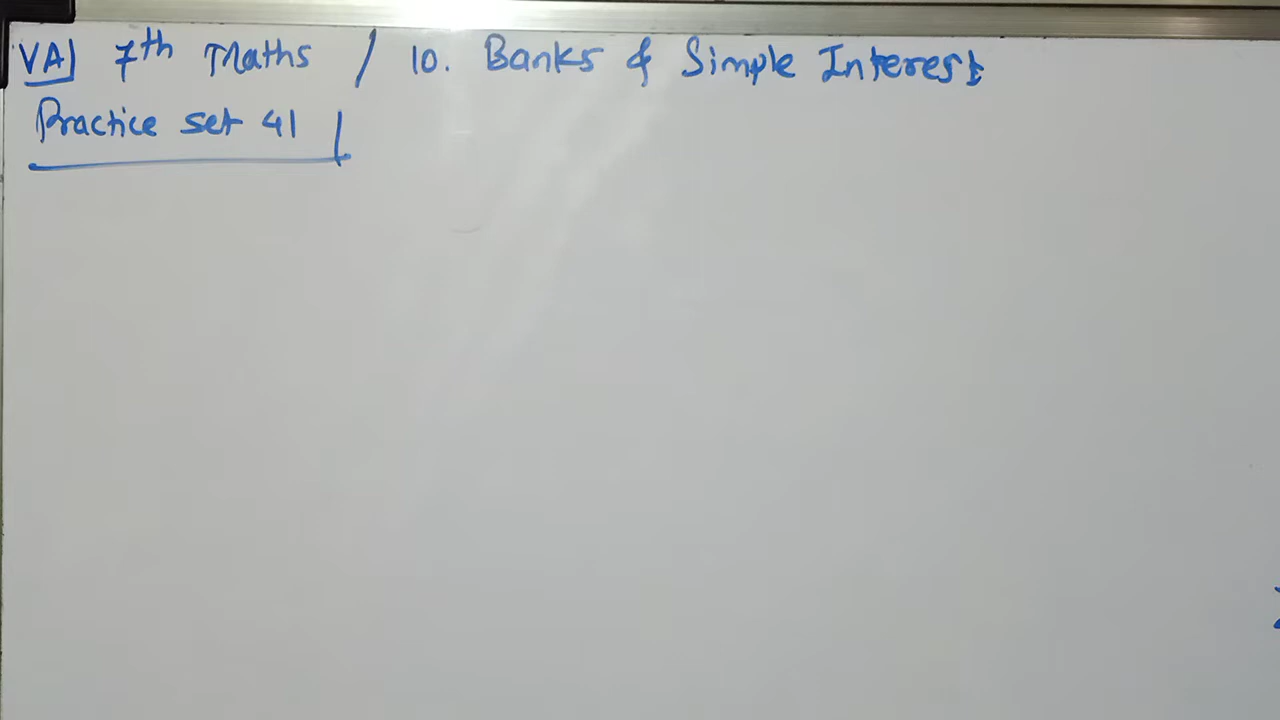 VA 7th Maths / 10. Banks & Simple Interest
Practice set 41